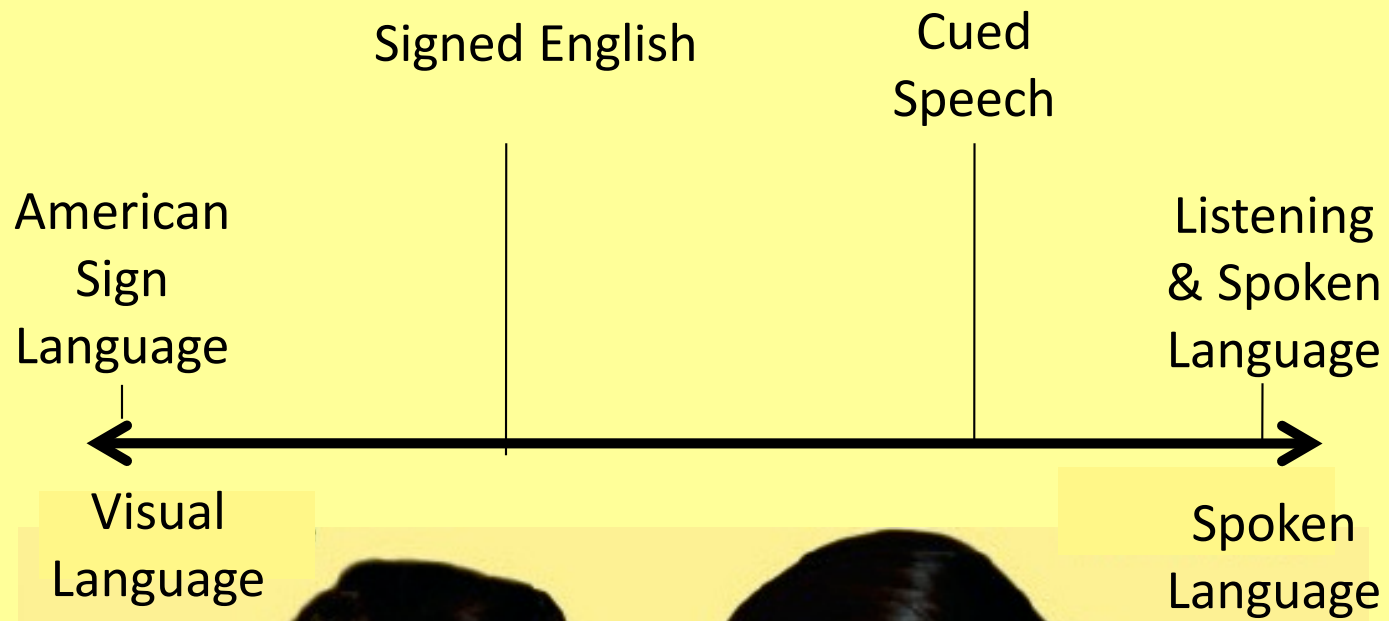 Signed English
Cued
Speech
American
Sign
Language
Listening
& Spoken
Language
Visual
Language
Spoken
Language